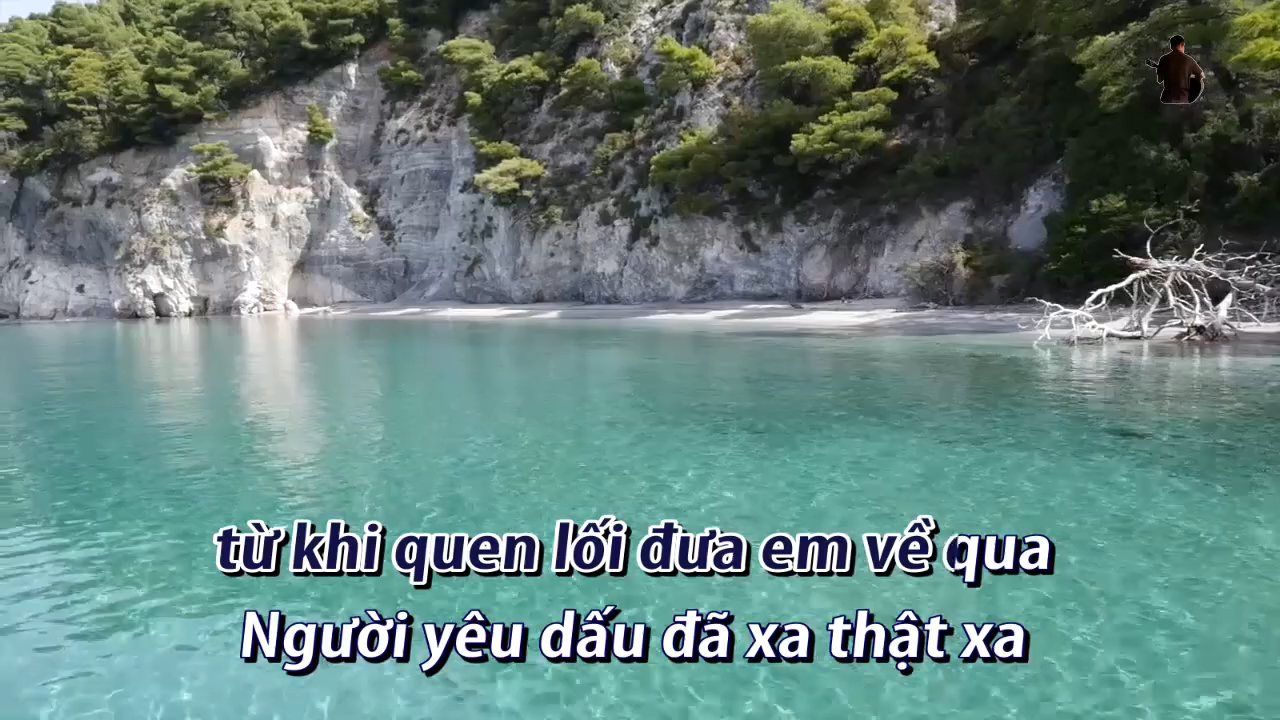 từ khi quen lối đưa em về qua
Người yêu dấu đã xa thật xa